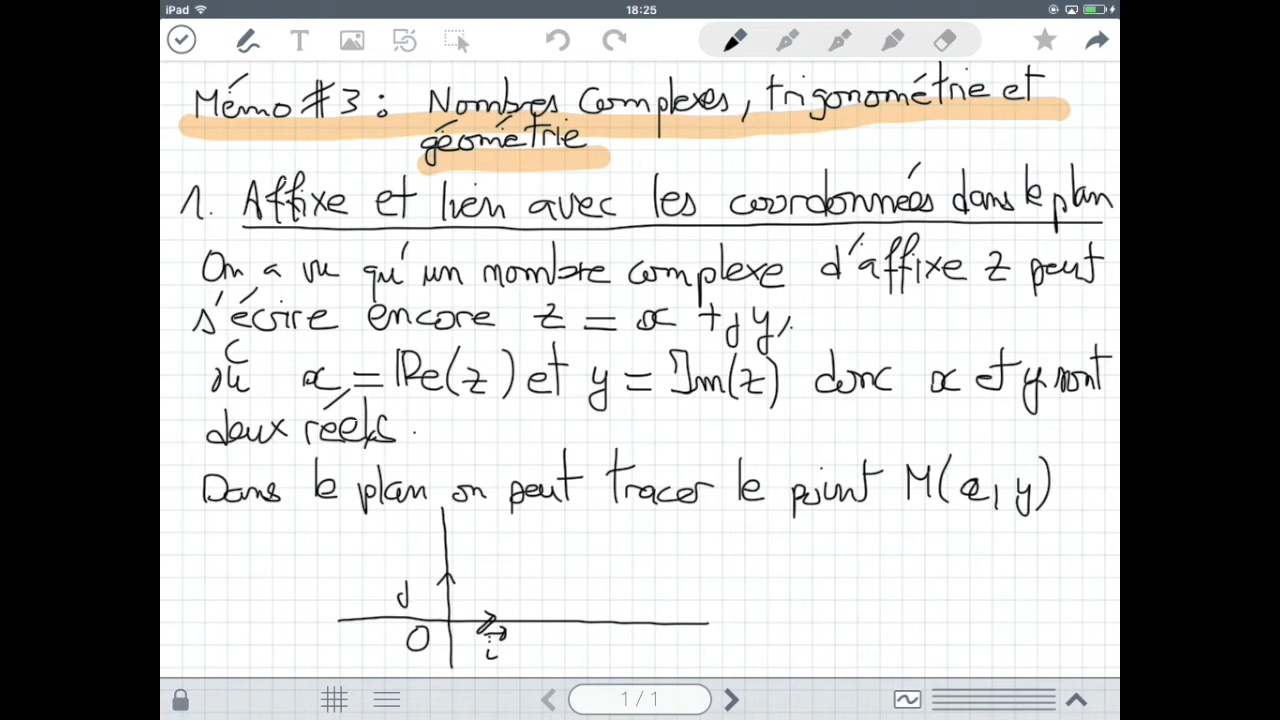 iPad 18:25
T
Mémo #3 : Nombres Complexes, trigonométrie et
géométrie
1. Affixe et lien avec les coordonnées dans le plan
On a vu qu'un nombre complexe d'affixe z peut
s'écrire encore z = x + jy,
où x = Re(z) et y = Im(z) donc x et y sont
deux réels.
Dans le plan on peut tracer le point M(x, y)
j
O
i
1 / 1